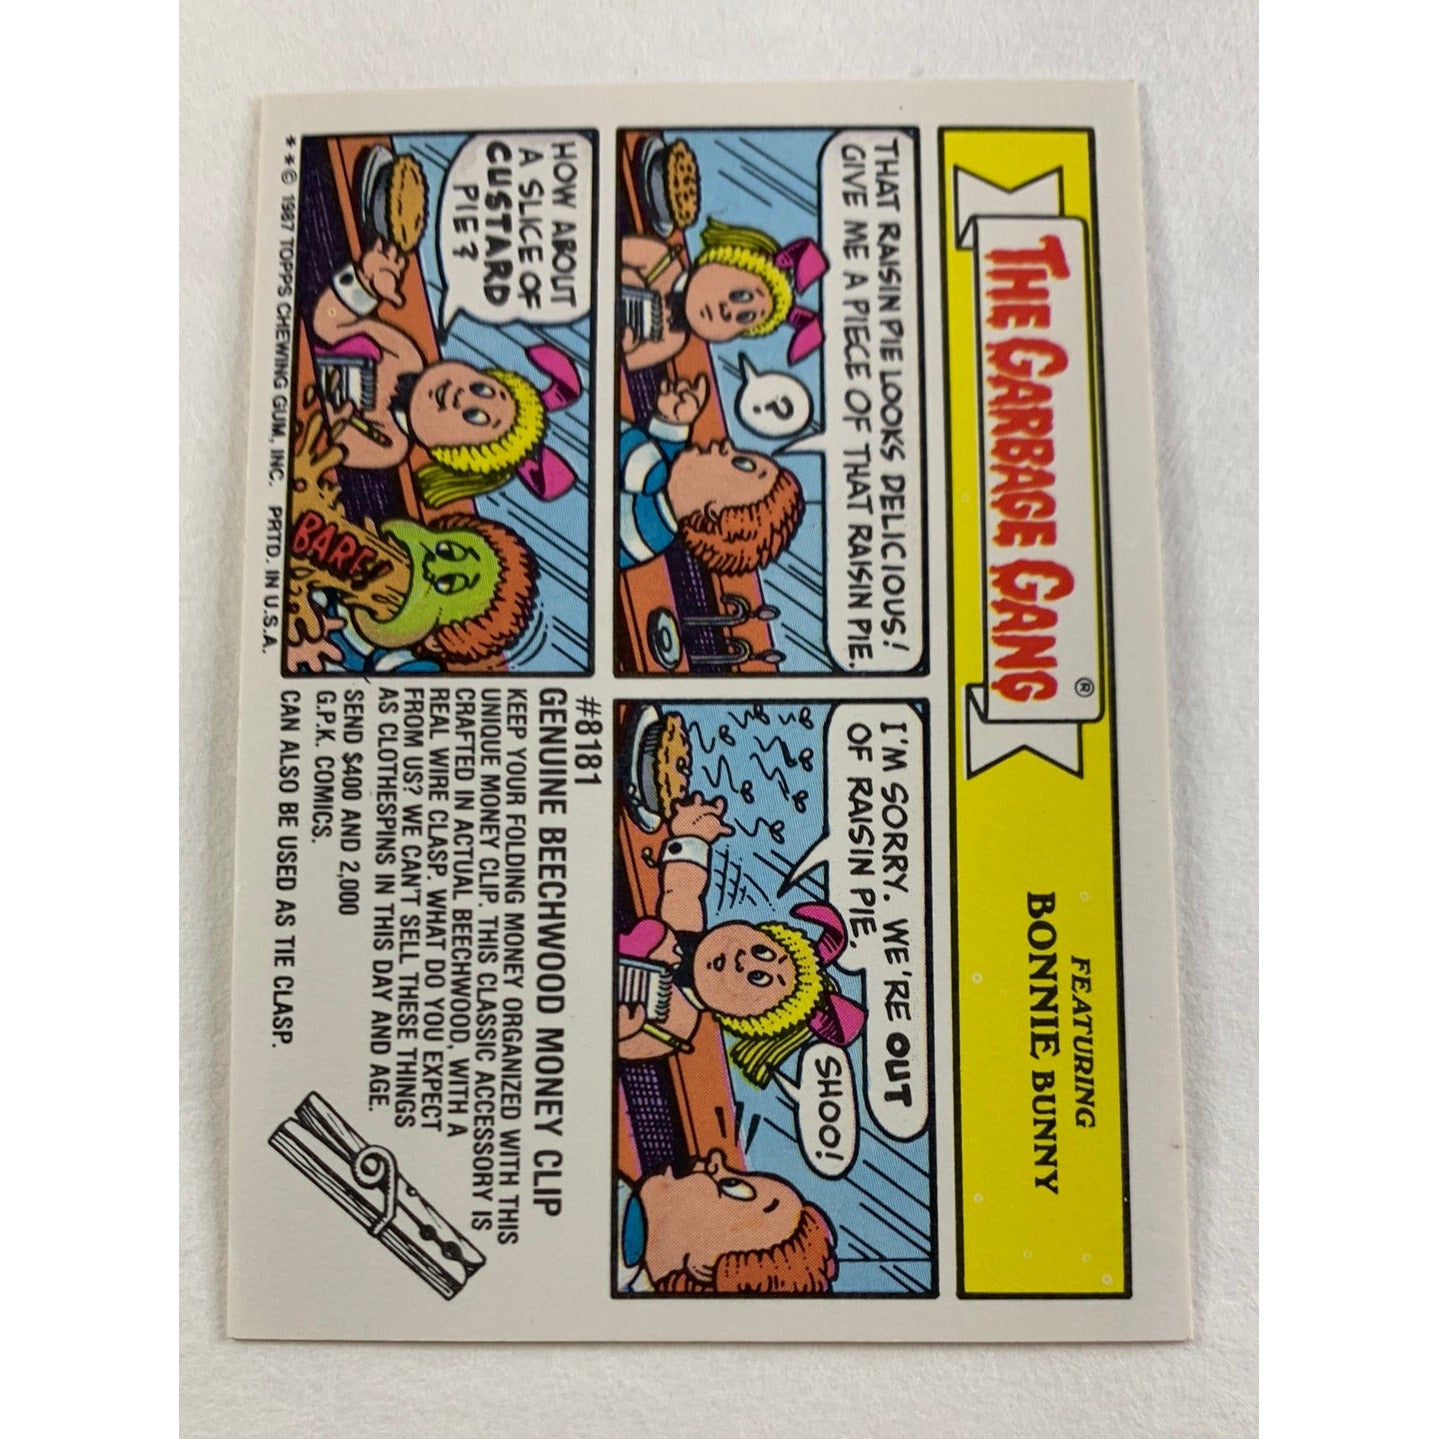 THE GARBAGE GANG®
FEATURING
BONNIE BUNNY
THAT RAISIN PIE LOOKS DELICIOUS!
GIVE ME A PIECE OF THAT RAISIN PIE.
?
I'M SORRY. WE'RE OUT
OF RAISIN PIE.
SHOO!
HOW ABOUT
A SLICE OF
CUSTARD
PIE?
BARF!
#8181
GENUINE BEECHWOOD MONEY CLIP
KEEP YOUR FOLDING MONEY ORGANIZED WITH THIS
UNIQUE MONEY CLIP. THIS CLASSIC ACCESSORY IS
CRAFTED IN ACTUAL BEECHWOOD, WITH A
REAL WIRE CLASP. WHAT DO YOU EXPECT
FROM US? WE CAN'T SELL THESE THINGS
AS CLOTHESPINS IN THIS DAY AND AGE.
SEND $400 AND 2,000
G.P.K. COMICS.
CAN ALSO BE USED AS TIE CLASP.
**© 1987 TOPPS CHEWING GUM, INC. PRTD. IN U.S.A.